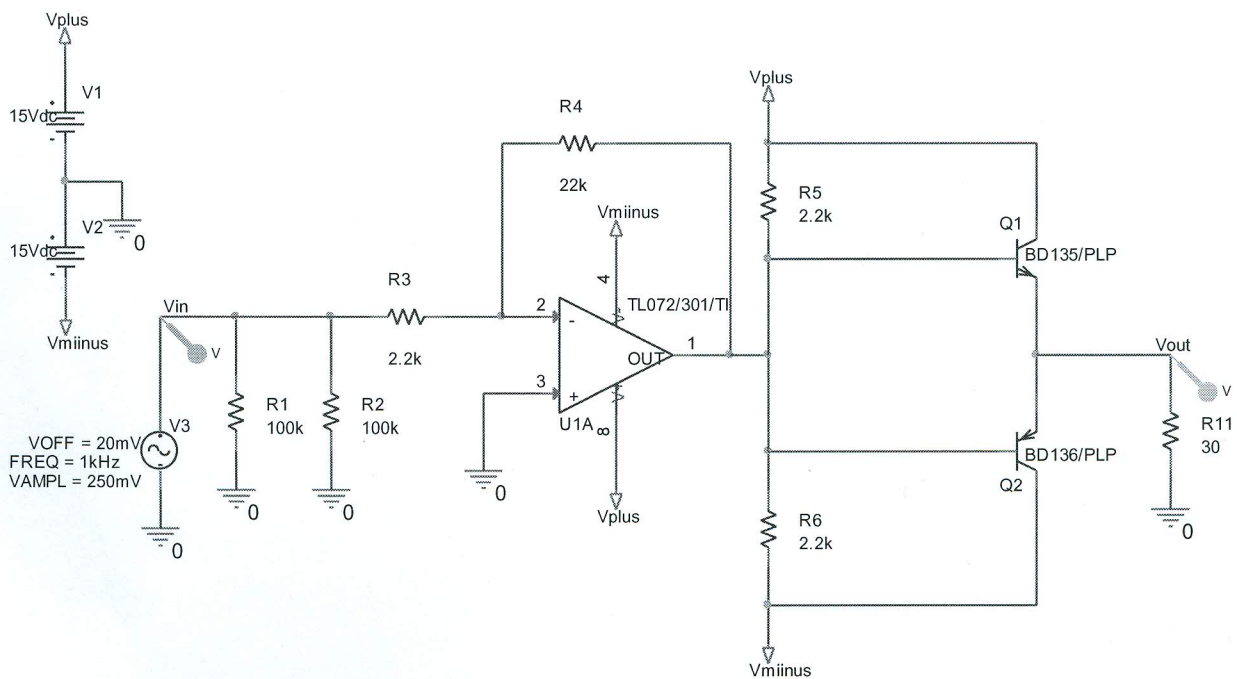 Vplus
V1
15Vdc
V2
15Vdc
0
Vmiinus
Vin
V
V3
VOFF = 20mV
FREQ = 1kHz
VAMPL = 250mV
0
R1
100k
0
R2
100k
0
R3
2.2k
R4
22k
Vmiinus
4
TL072/301/TI
2
-
1
OUT
3
+
U1A
8
0
Vplus
Vplus
R5
2.2k
Q1
BD135/PLP
Vout
V
R11
30
0
BD136/PLP
Q2
R6
2.2k
Vmiinus